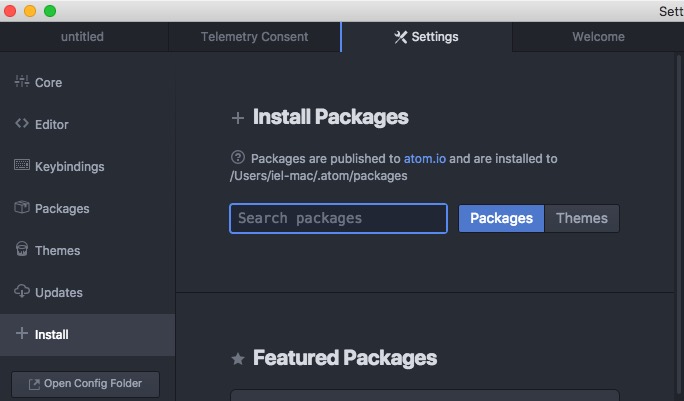 Sett
untitled
Telemetry Consent
Settings
Welcome
Core
Editor
Keybindings
Packages
Themes
Updates
Install
Open Config Folder
Install Packages
Packages are published to atom.io and are installed to
/Users/iel-mac/.atom/packages
Search packages
Packages
Themes
Featured Packages